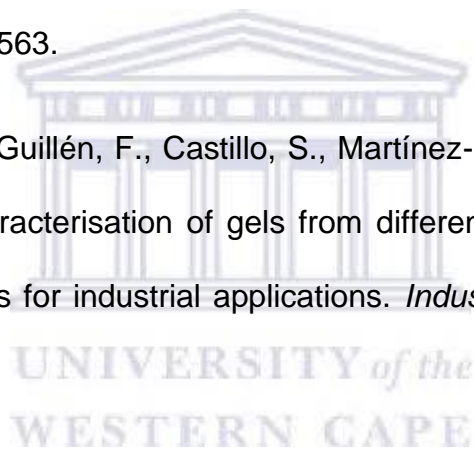 563.
Guillén, F., Castillo, S., Martínez-
racterisation of gels from differen
s for industrial applications. Indus
UNIVERSITY of the
WESTERN CAPE